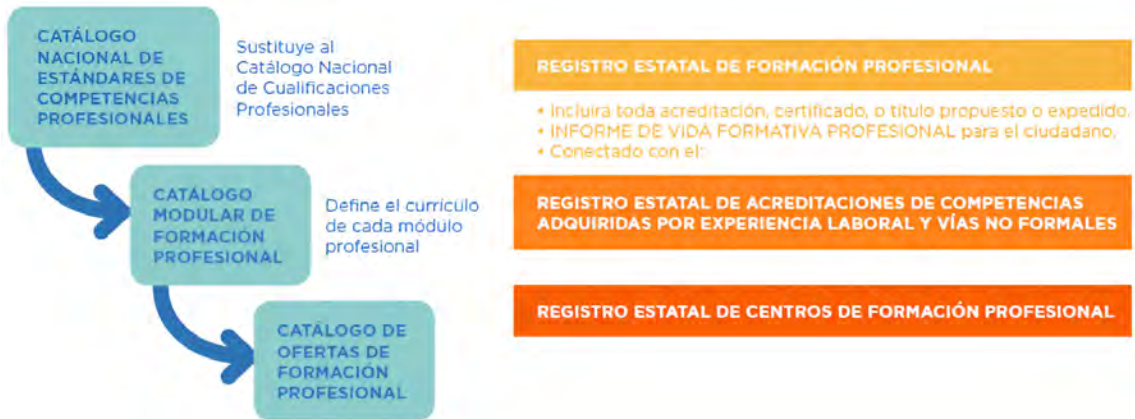 CATÁLOGO
NACIONAL DE
ESTÁNDARES DE
COMPETENCIAS
PROFESIONALES
Sustituye al
Catálogo Nacional
de Cualificaciones
Profesionales
CATÁLOGO
MODULAR DE
FORMACIÓN
PROFESIONAL
Define el currículo
de cada módulo
profesional
CATÁLOGO DE
OFERTAS DE
FORMACIÓN
PROFESIONAL
REGISTRO ESTATAL DE FORMACIÓN PROFESIONAL
• Incluirá toda acreditación, certificado, o título propuesto o expedido.
• INFORME DE VIDA FORMATIVA PROFESIONAL para el ciudadano.
• Conectado con el:
REGISTRO ESTATAL DE ACREDITACIONES DE COMPETENCIAS
ADQUIRIDAS POR EXPERIENCIA LABORAL Y VÍAS NO FORMALES
REGISTRO ESTATAL DE CENTROS DE FORMACIÓN PROFESIONAL